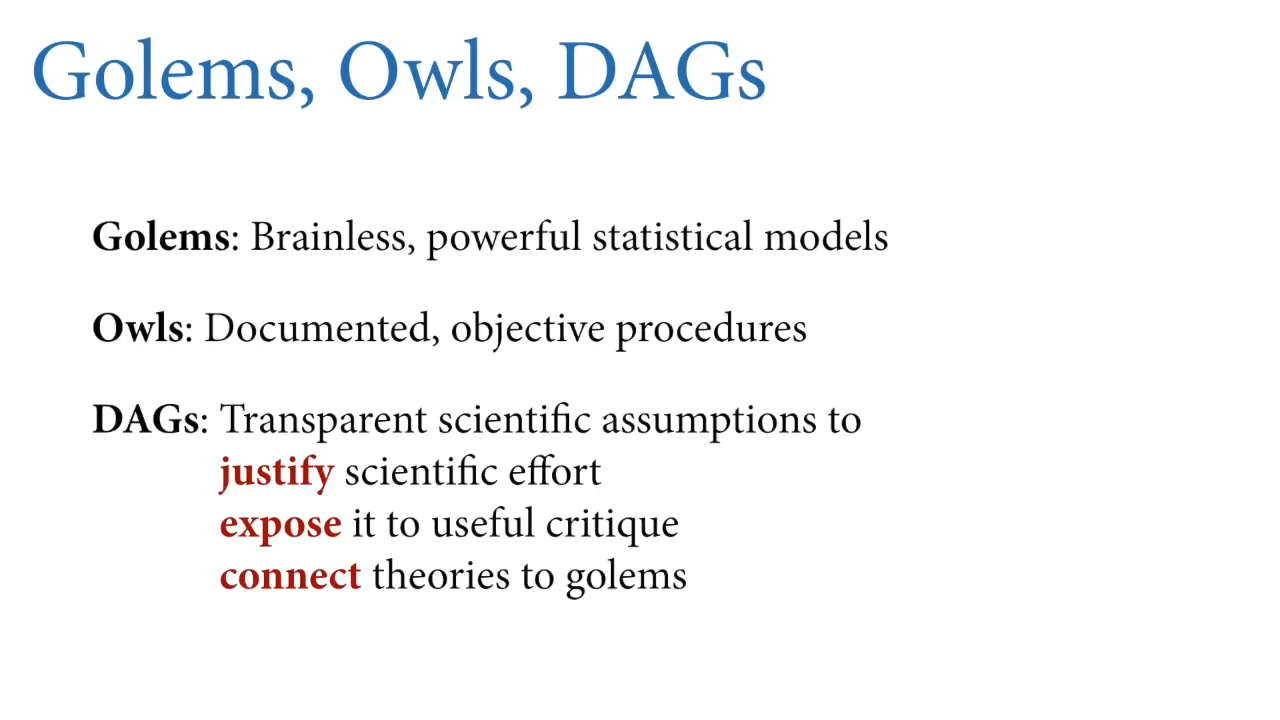 Golems, Owls, DAGs
Golems: Brainless, powerful statistical models
Owls: Documented, objective procedures
DAGs: Transparent scientific assumptions to
justify scientific effort
expose it to useful critique
connect theories to golems